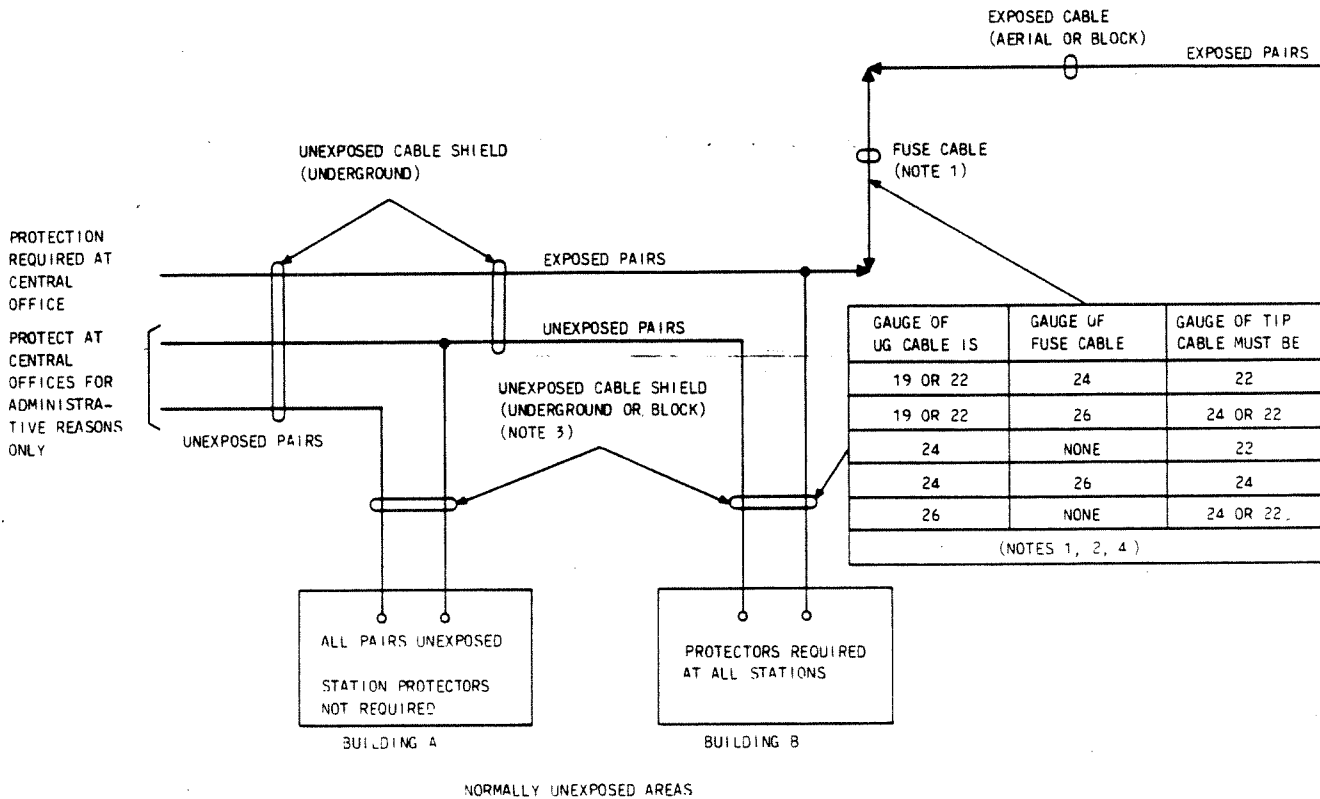 EXPOSED CABLE
(AERIAL OR BLOCK)
EXPOSED PAIRS
UNEXPOSED CABLE SHIELD
(UNDERGROUND)
FUSE CABLE
(NOTE 1)
PROTECTION
REQUIRED AT
CENTRAL
OFFICE
EXPOSED PAIRS
PROTECT AT
CENTRAL
OFFICES FOR
ADMINISTRA-
TIVE REASONS
ONLY
UNEXPOSED PAIRS
UNEXPOSED PAIRS
UNEXPOSED CABLE SHIELD
(UNDERGROUND OR BLOCK)
(NOTE 3)
GAUGE OF UG CABLE IS GAUGE OF FUSE CABLE GAUGE OF TIP CABLE MUST BE
19 OR 22 24 22
19 OR 22 26 24 OR 22
24 NONE 22
24 26 24
26 NONE 24 OR 22
(NOTES 1, 2, 4)
ALL PAIRS UNEXPOSED
STATION PROTECTORS
NOT REQUIRED
BUILDING A
PROTECTORS REQUIRED
AT ALL STATIONS
BUILDING B
NORMALLY UNEXPOSED AREAS